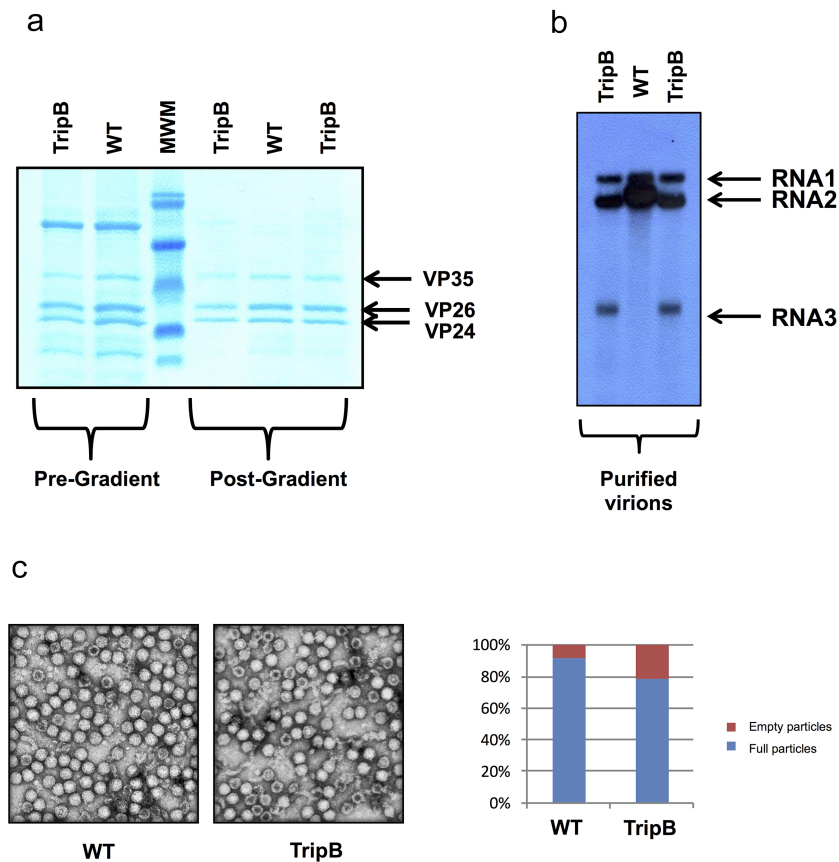 a
TripB
WT
MWM
TripB
WT
TripB
VP35
VP26
VP24
Pre-Gradient
Post-Gradient
b
TripB
WT
TripB
RNA1
RNA2
RNA3
Purified
virions
c
WT
TripB
100%
80%
60%
40%
20%
0%
WT
TripB
Empty particles
Full particles